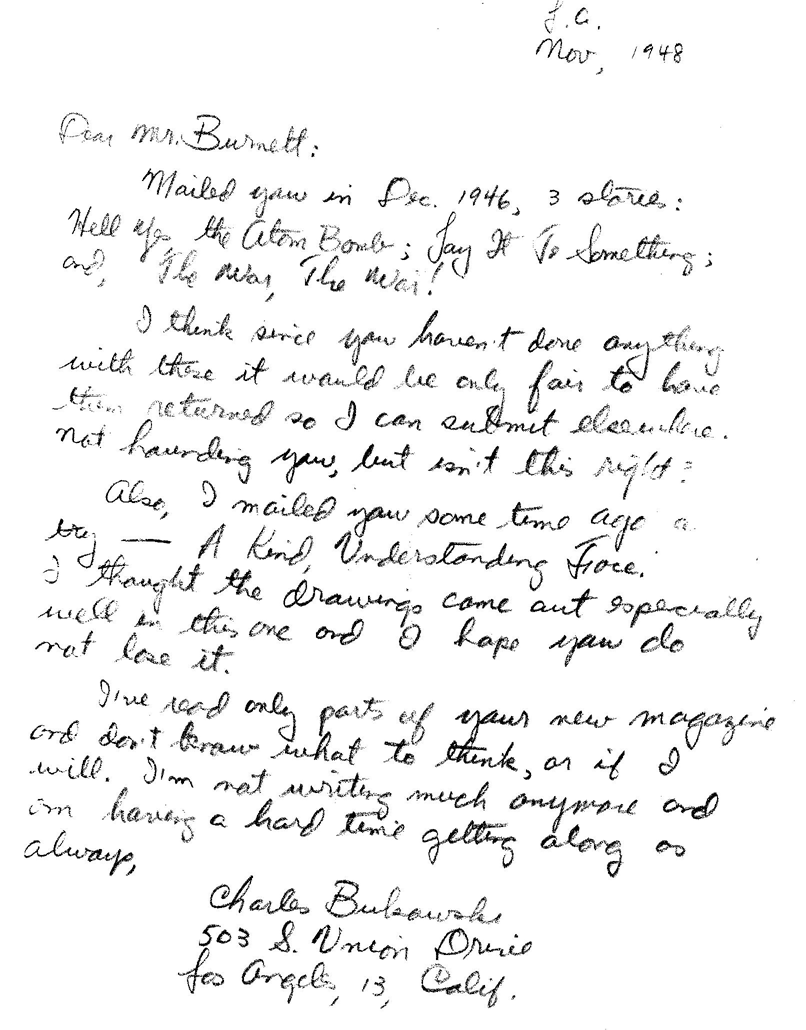 L.A.
Nov, 1948
Dear Mr. Burnett:
Mailed you in Dec. 1946, 3 stories:
Hell Yes, the Atom Bomb; Say It To Something;
and, The War, The War!
I think since you haven't done anything
with these it would be only fair to have
them returned so I can submit elsewhere.
Not hounding you, but isn't this right?
Also, I mailed you some time ago a
try — A Kind, Understanding Face.
I thought the drawings came out especially
well in this one and I hope you do
not lose it.
I've read only parts of your new magazine
and don't know what to think, or if I
will. I'm not writing much anymore and
am having a hard time getting along as
always,
Charles Bukowski
503 S. Union Drive
Los Angeles, 13, Calif.